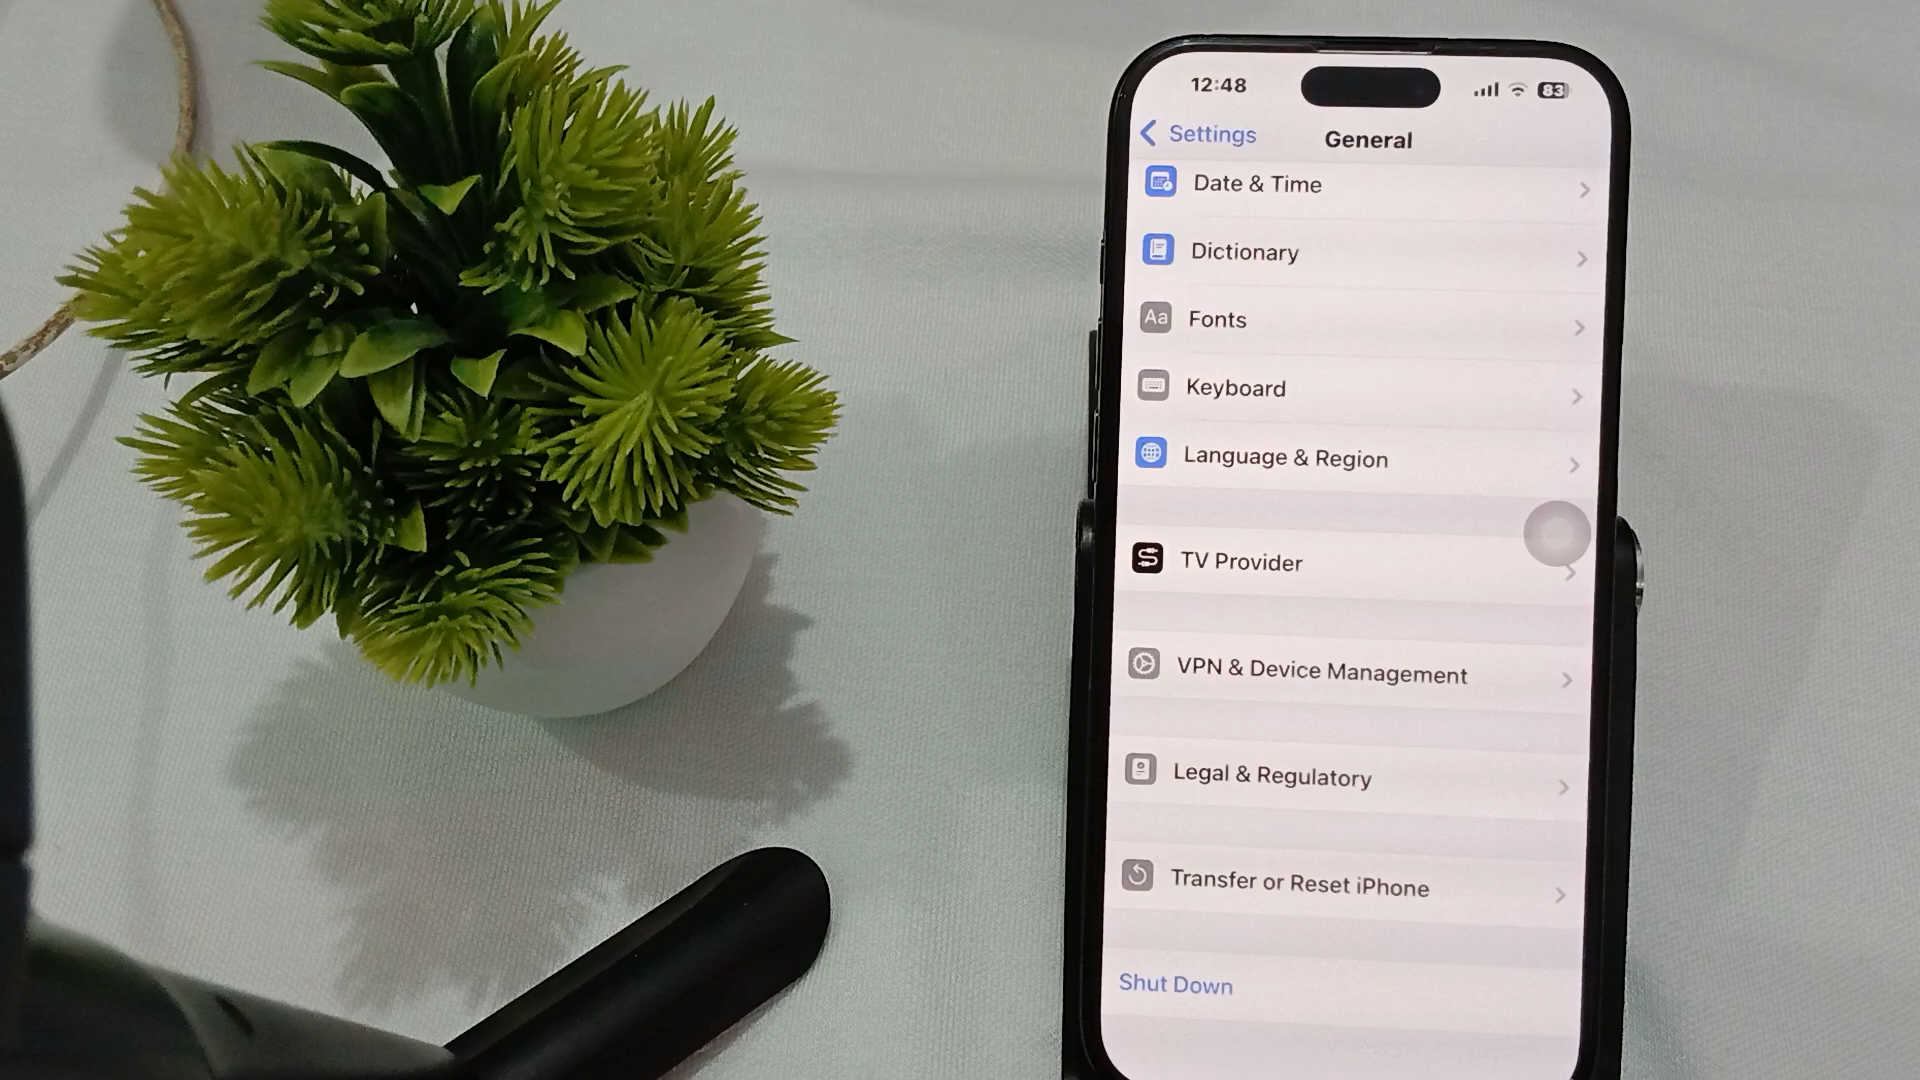 12:48
83
Settings
General
Date & Time
Dictionary
Aa
Fonts
Keyboard
Language & Region
TV Provider
VPN & Device Management
Legal & Regulatory
Transfer or Reset iPhone
Shut Down